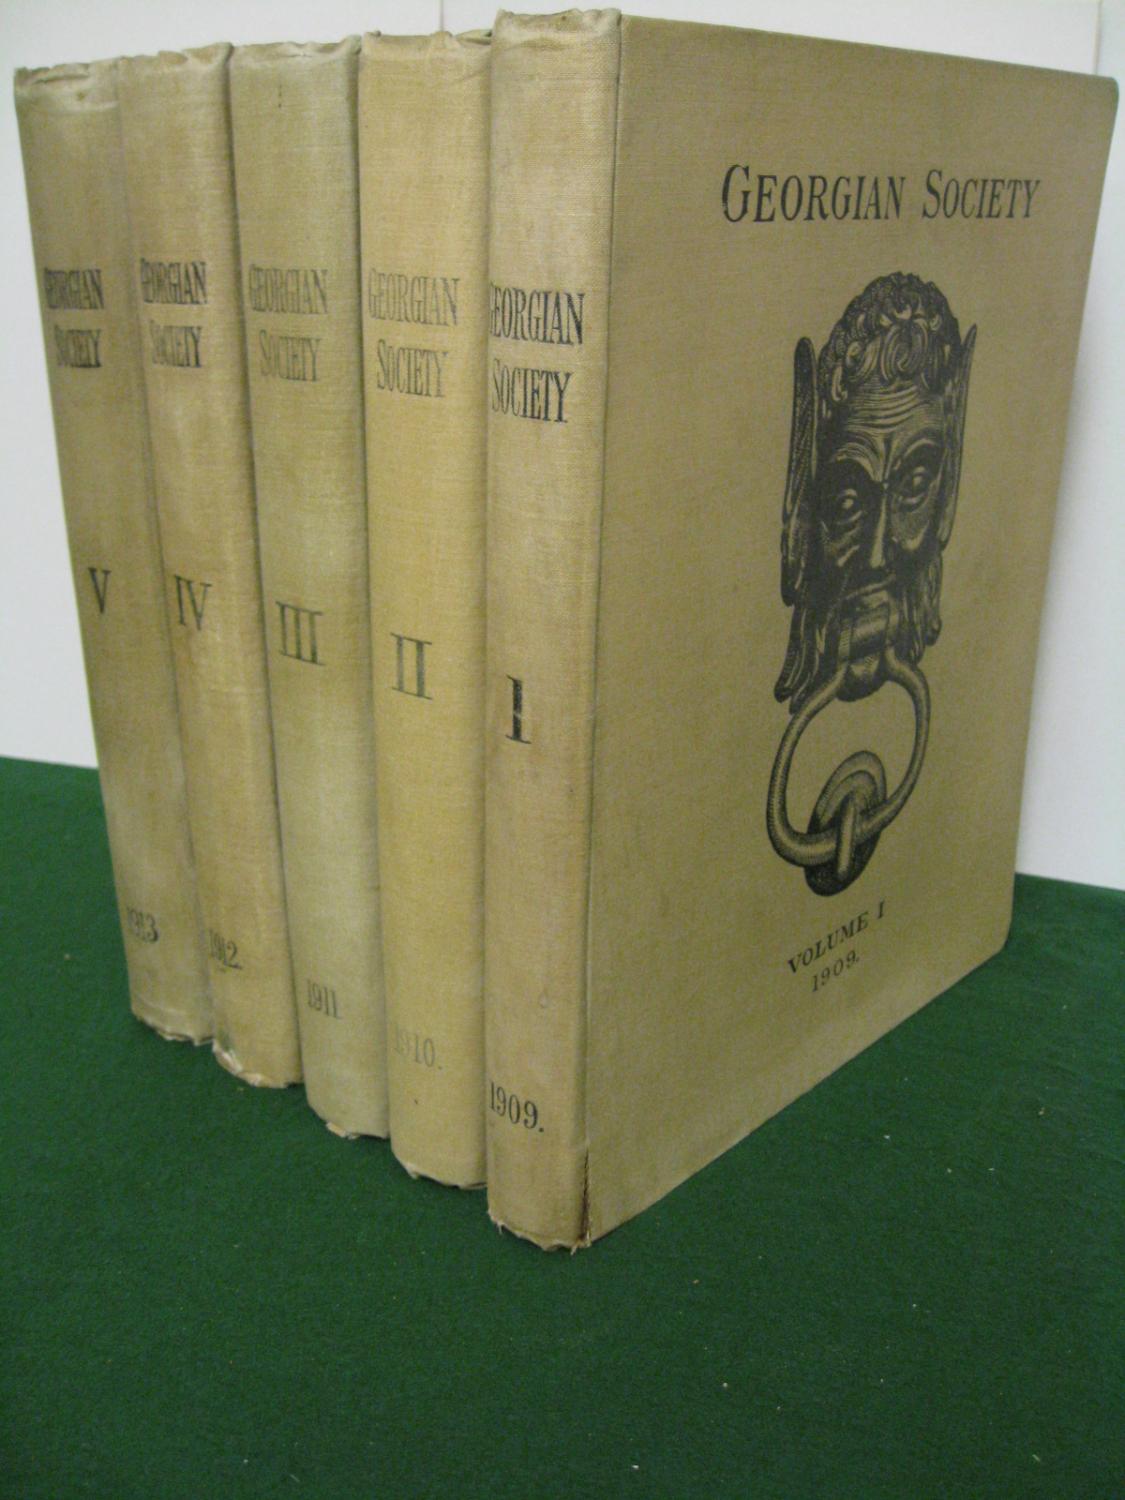 GEORGIAN
SOCIETY
V
1913
GEORGIAN
SOCIETY
IV
1912.
GEORGIAN
SOCIETY
III
1911
GEORGIAN
SOCIETY
II
1910.
GEORGIAN
SOCIETY
I
1909.
GEORGIAN SOCIETY
VOLUME I
1909.